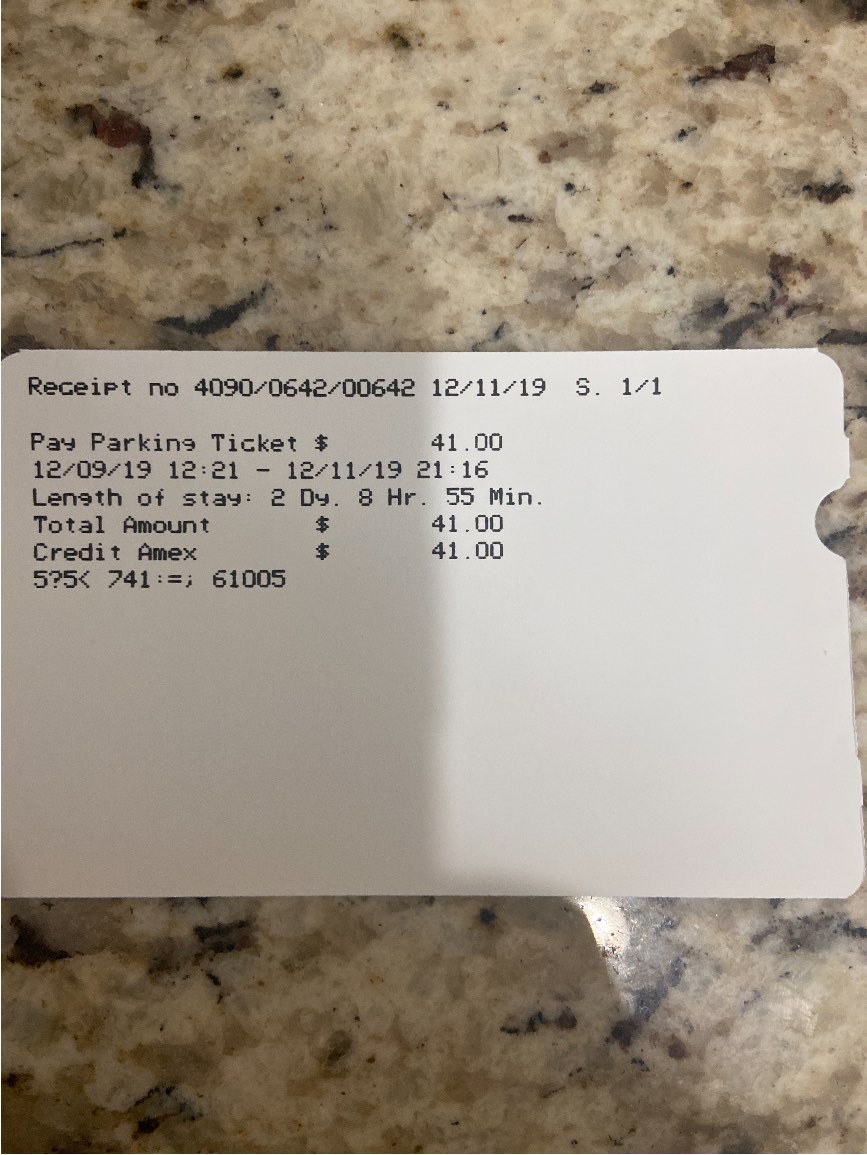 Receipt no 4090/0642/00642 12/11/19 S. 1/1
Pay Parking Ticket $ 41.00
12/09/19 12:21 - 12/11/19 21:16
Length of stay: 2 Dy. 8 Hr. 55 Min.
Total Amount $ 41.00
Credit Amex $ 41.00
5?5< 741:=; 61005